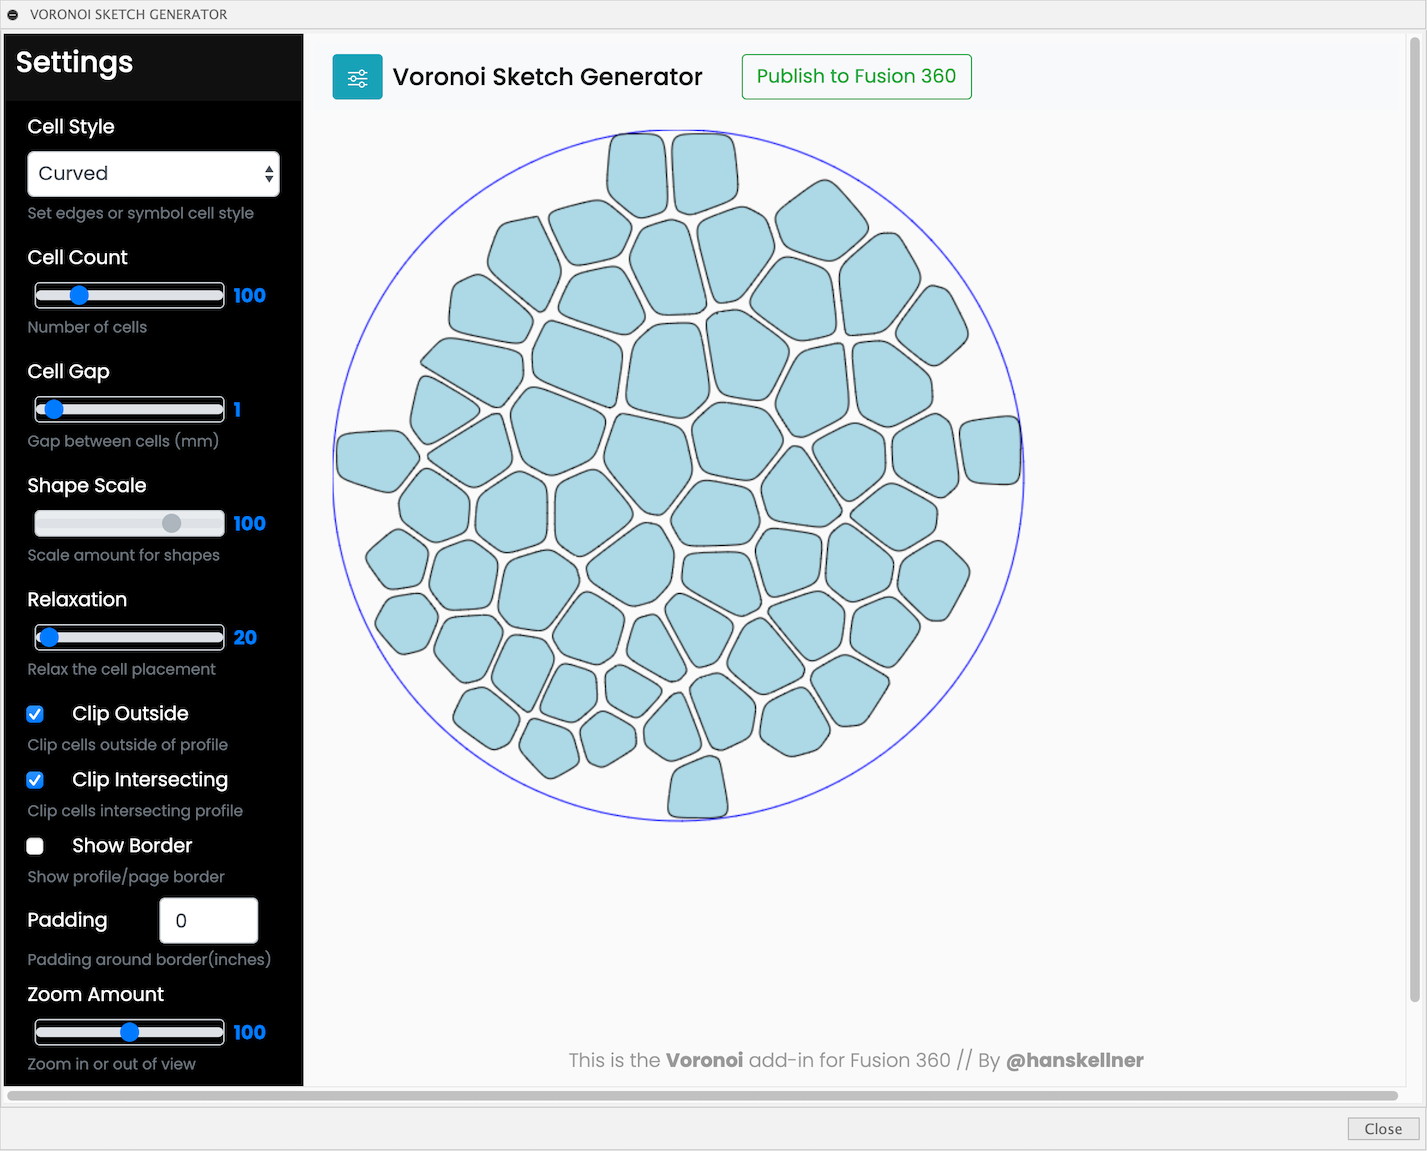 VORONOI SKETCH GENERATOR
Settings
Cell Style
Curved
Set edges or symbol cell style
Cell Count
100
Number of cells
Cell Gap
1
Gap between cells (mm)
Shape Scale
100
Scale amount for shapes
Relaxation
20
Relax the cell placement
Clip Outside
Clip cells outside of profile
Clip Intersecting
Clip cells intersecting profile
Show Border
Show profile/page border
Padding
0
Padding around border(inches)
Zoom Amount
100
Zoom in or out of view
Voronoi Sketch Generator
Publish to Fusion 360
This is the Voronoi add-in for Fusion 360 // By @hanskellner
Close